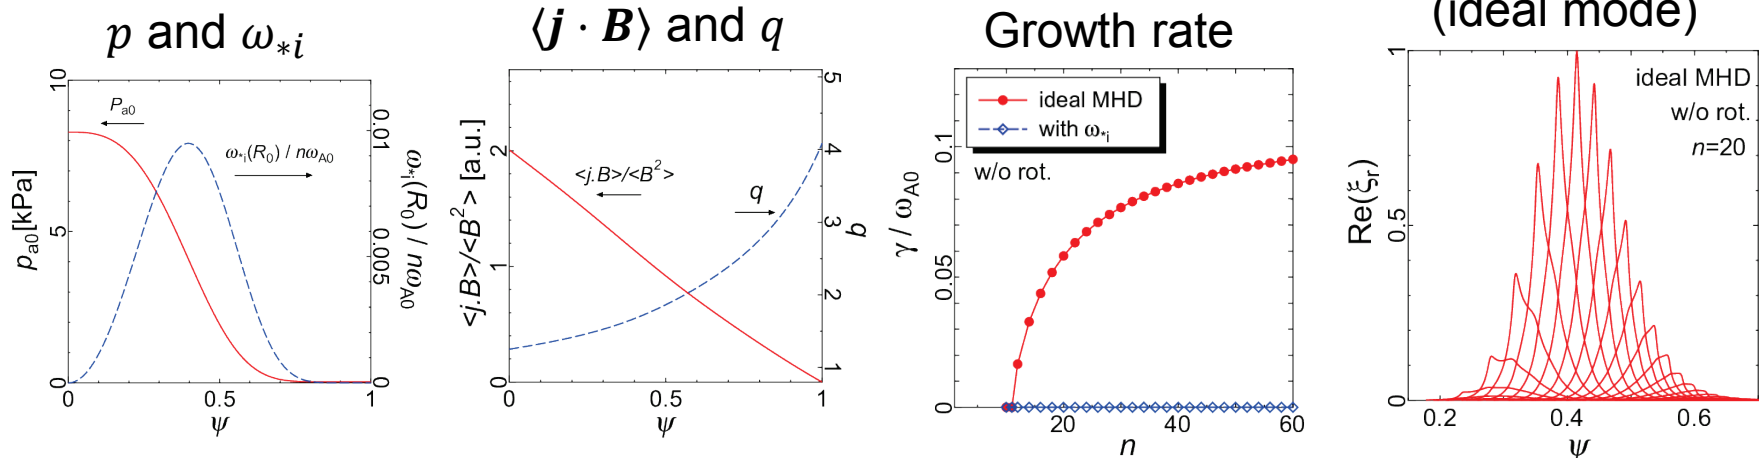 p and ω*i
10
5
0
p_a0[kPa]
P_a0
ω*i(R0) / nωA0
0.01
0.005
0
ω*i(R0) / nωA0
0
0.5
1
ψ
⟨j · B⟩ and q
2
1
0
<j.B>/<B²> [a.u.]
<j.B>/<B²>
q
5
4
3
2
1
q
0
0.5
1
ψ
Growth rate
ideal MHD
with ω*i
w/o rot.
0.1
0.05
0
γ / ωA0
20
40
60
n
(ideal mode)
ideal MHD
w/o rot.
n=20
1
0.5
0
Re(ξr)
0.2
0.4
0.6
ψ